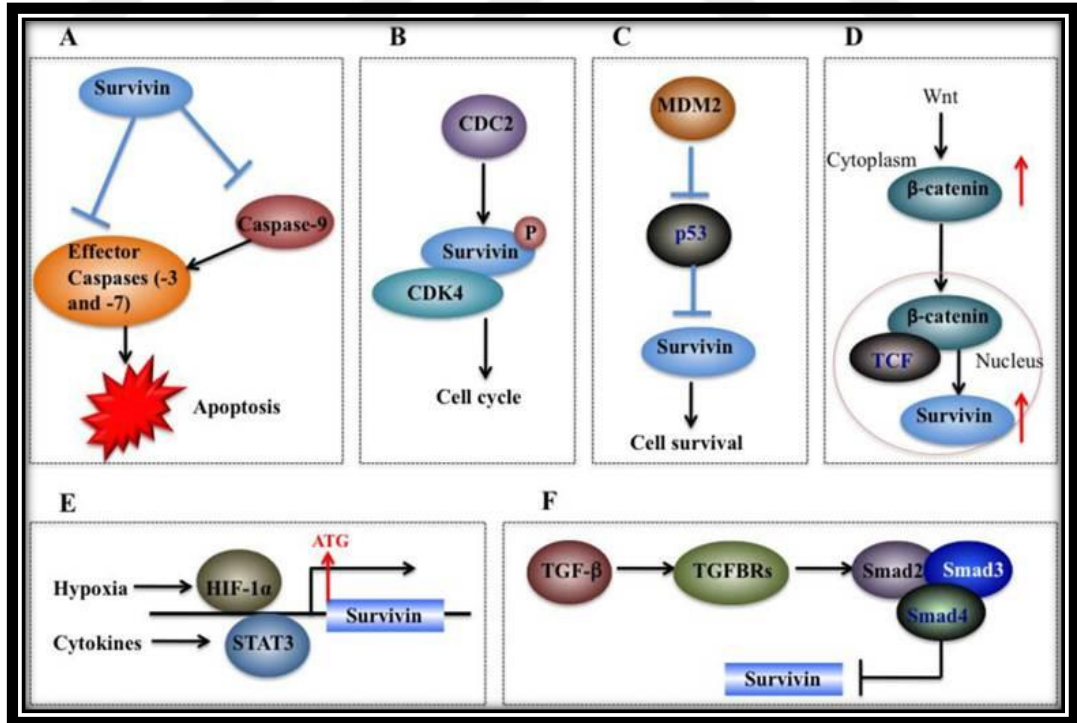 A
Survivin
Caspase-9
Effector
Caspases (-3
and -7)
Apoptosis
B
CDC2
Survivin
P
CDK4
Cell cycle
C
MDM2
p53
Survivin
Cell survival
D
Wnt
Cytoplasm
β-catenin
β-catenin
TCF
Nucleus
Survivin
E
ATG
Hypoxia
HIF-1α
Survivin
Cytokines
STAT3
F
TGF-β
TGFBRs
Smad2
Smad3
Smad4
Survivin